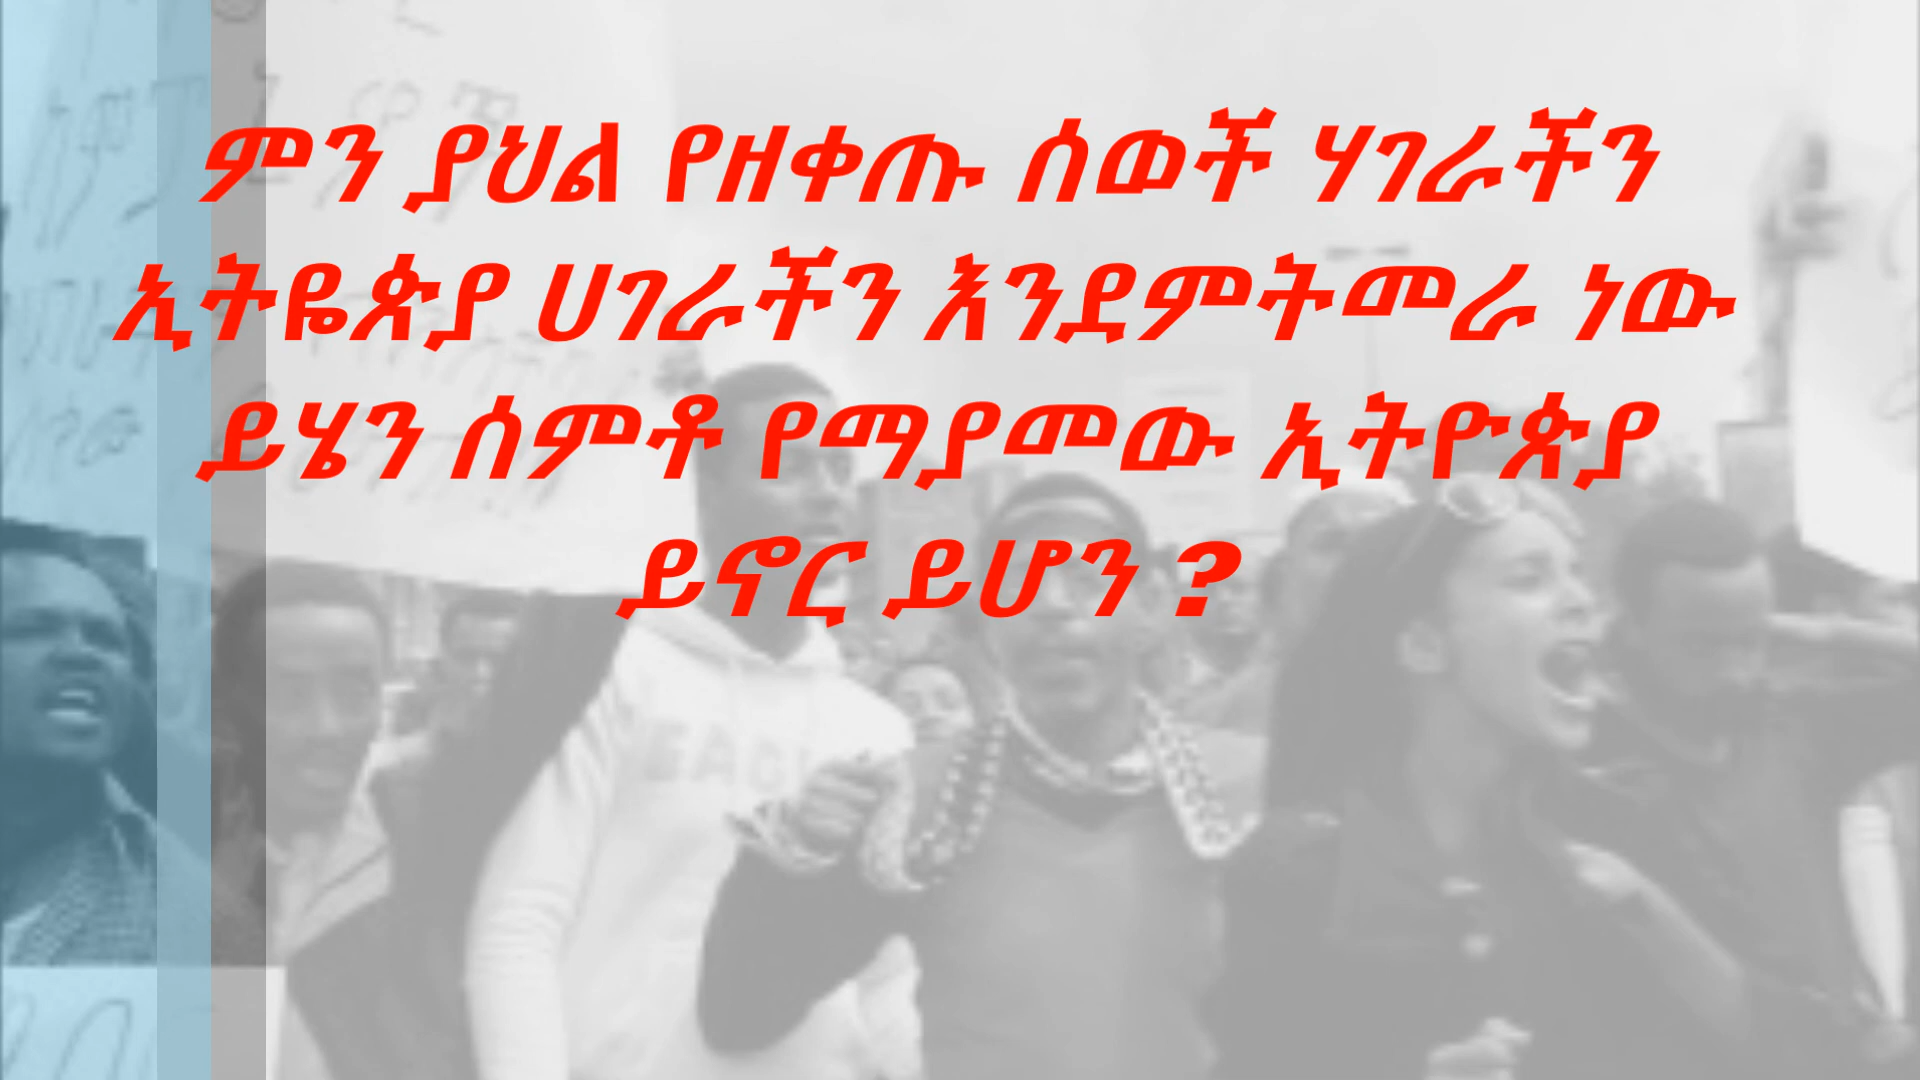 ምን ያህል የዘቀጡ ሰወች ሃገራችን
ኢትዬጵያ ሀገራችን እንደምትመራ ነው
ይሄን ሰምቶ የማያመው ኢትዮጵያ
ይኖር ይሆን ?